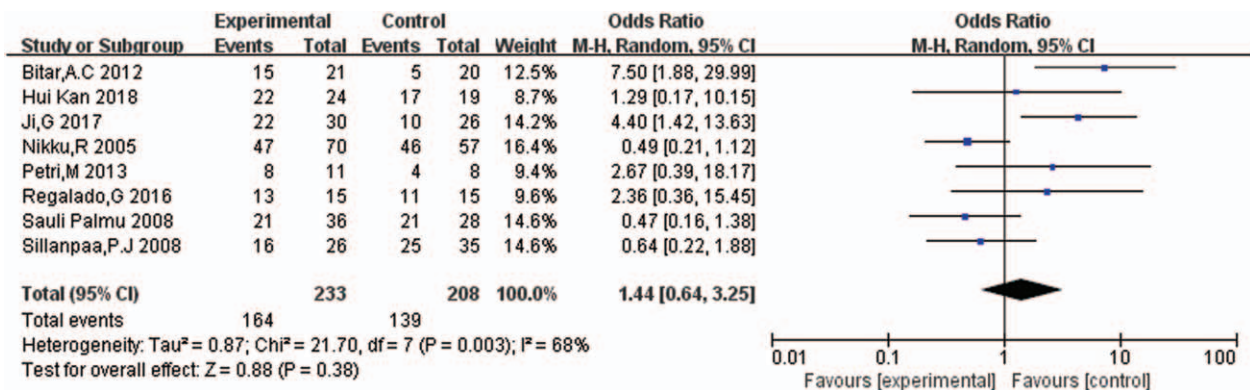 Experimental Control Odds Ratio Odds Ratio
Study or Subgroup Events Total Events Total Weight M-H, Random, 95% CI M-H, Random, 95% CI
Bitar,A.C 2012 15 21 5 20 12.5% 7.50 [1.88, 29.99]
Hui Kan 2018 22 24 17 19 8.7% 1.29 [0.17, 10.15]
Ji,G 2017 22 30 10 26 14.2% 4.40 [1.42, 13.63]
Nikku,R 2005 47 70 46 57 16.4% 0.49 [0.21, 1.12]
Petri,M 2013 8 11 4 8 9.4% 2.67 [0.39, 18.17]
Regalado,G 2016 13 15 11 15 9.6% 2.36 [0.36, 15.45]
Sauli Palmu 2008 21 36 21 28 14.6% 0.47 [0.16, 1.38]
Sillanpaa,P.J 2008 16 26 25 35 14.6% 0.64 [0.22, 1.88]
Total (95% CI) 233 208 100.0% 1.44 [0.64, 3.25]
Total events 164 139
Heterogeneity: Tau² = 0.87; Chi² = 21.70, df = 7 (P = 0.003); I² = 68%
Test for overall effect: Z = 0.88 (P = 0.38)
0.01 0.1 1 10 100
Favours [experimental] Favours [control]